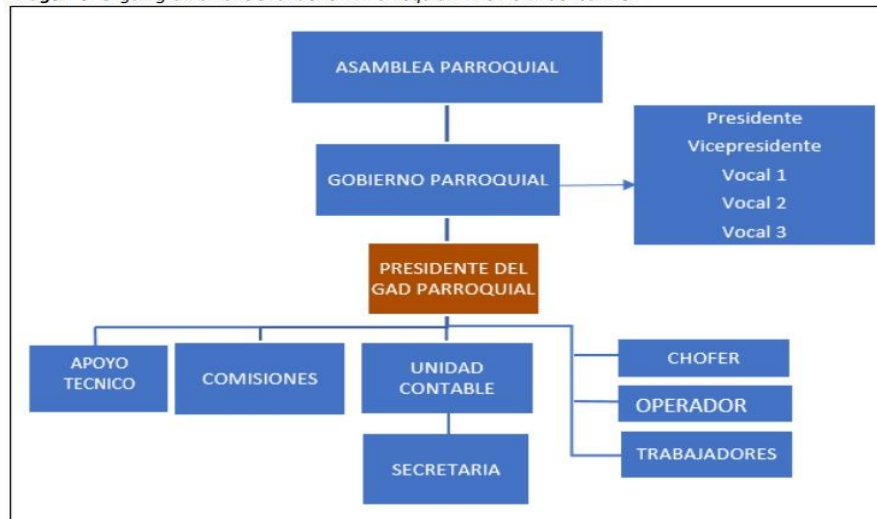 ASAMBLEA PARROQUIAL
GOBIERNO PARROQUIAL
Presidente
Vicepresidente
Vocal 1
Vocal 2
Vocal 3
PRESIDENTE DEL
GAD PARROQUIAL
APOYO
TECNICO
COMISIONES
UNIDAD
CONTABLE
SECRETARIA
CHOFER
OPERADOR
TRABAJADORES